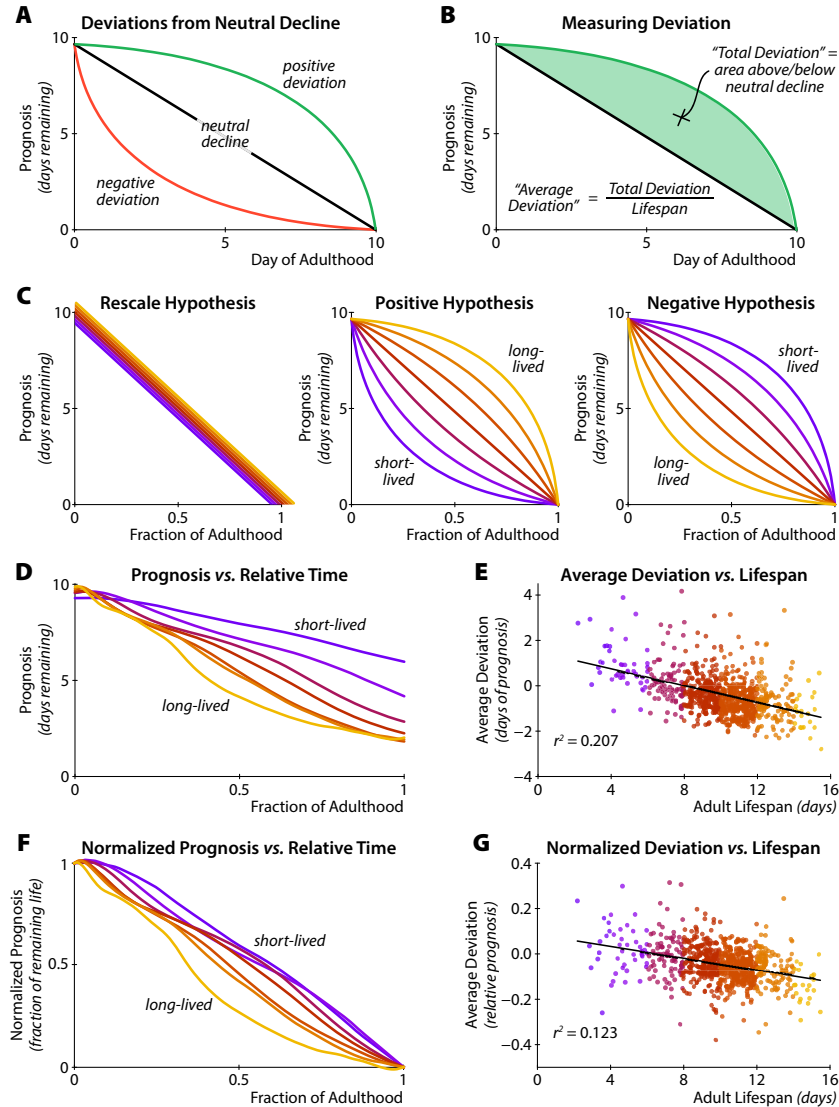 A
Deviations from Neutral Decline
10
5
0
Prognosis
(days remaining)
positive
deviation
neutral
decline
negative
deviation
0
5
10
Day of Adulthood
B
Measuring Deviation
10
5
0
Prognosis
(days remaining)
"Total Deviation" =
area above/below
neutral decline
"Average
Deviation" = Total Deviation
Lifespan
0
5
10
Day of Adulthood
C
Rescale Hypothesis
10
5
0
Prognosis
(days remaining)
0
0.5
1
Fraction of Adulthood
Positive Hypothesis
10
5
0
Prognosis
(days remaining)
long-
lived
short-
lived
0
0.5
1
Fraction of Adulthood
Negative Hypothesis
10
5
0
Prognosis
(days remaining)
short-
lived
long-
lived
0
0.5
1
Fraction of Adulthood
D
Prognosis vs. Relative Time
10
5
0
Prognosis
(days remaining)
short-lived
long-lived
0
0.5
1
Fraction of Adulthood
E
Average Deviation vs. Lifespan
4
2
0
−2
−4
Average Deviation
(days of prognosis)
r² = 0.207
0
4
8
12
16
Adult Lifespan (days)
F
Normalized Prognosis vs. Relative Time
1
0.5
0
Normalized Prognosis
(fraction of remaining life)
short-lived
long-lived
0
0.5
1
Fraction of Adulthood
G
Normalized Deviation vs. Lifespan
0.4
0.2
0.0
−0.2
−0.4
Average Deviation
(relative prognosis)
r² = 0.123
0
4
8
12
16
Adult Lifespan (days)